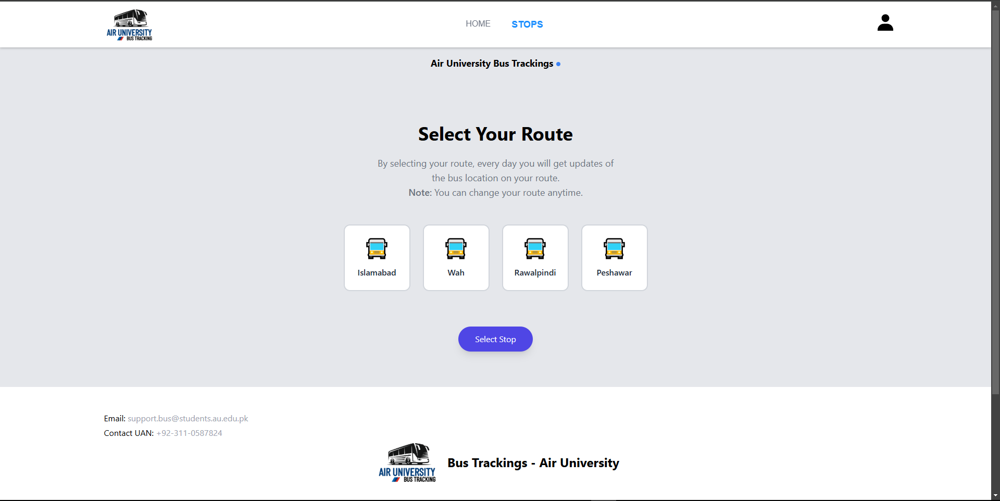 AIR UNIVERSITY
BUS TRACKING
HOME
STOPS
Air University Bus Trackings
Select Your Route
By selecting your route, every day you will get updates of
the bus location on your route.
Note: You can change your route anytime.
Islamabad
Wah
Rawalpindi
Peshawar
Select Stop
Email: support.bus@students.au.edu.pk
Contact UAN: +92-311-0587824
AIR UNIVERSITY
BUS TRACKING
Bus Trackings - Air University